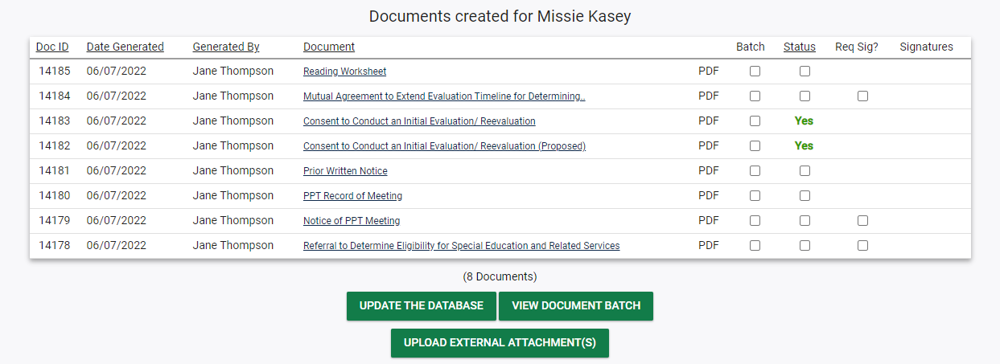 Documents created for Missie Kasey
Doc ID Date Generated Generated By Document Batch Status Req Sig? Signatures
14185 06/07/2022 Jane Thompson Reading Worksheet PDF
14184 06/07/2022 Jane Thompson Mutual Agreement to Extend Evaluation Timeline for Determining.. PDF
14183 06/07/2022 Jane Thompson Consent to Conduct an Initial Evaluation/ Reevaluation PDF Yes
14182 06/07/2022 Jane Thompson Consent to Conduct an Initial Evaluation/ Reevaluation (Proposed) PDF Yes
14181 06/07/2022 Jane Thompson Prior Written Notice PDF
14180 06/07/2022 Jane Thompson PPT Record of Meeting PDF
14179 06/07/2022 Jane Thompson Notice of PPT Meeting PDF
14178 06/07/2022 Jane Thompson Referral to Determine Eligibility for Special Education and Related Services PDF
(8 Documents)
UPDATE THE DATABASE VIEW DOCUMENT BATCH
UPLOAD EXTERNAL ATTACHMENT(S)